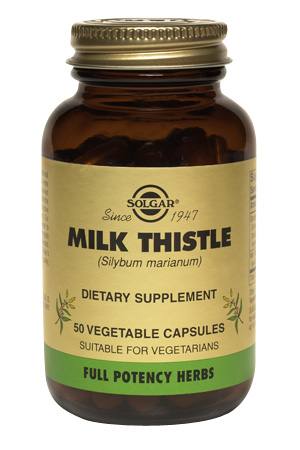 SOLGAR®
Since 1947
MILK THISTLE
(Silybum marianum)
DIETARY SUPPLEMENT
50 VEGETABLE CAPSULES
SUITABLE FOR VEGETARIANS
FULL POTENCY HERBS